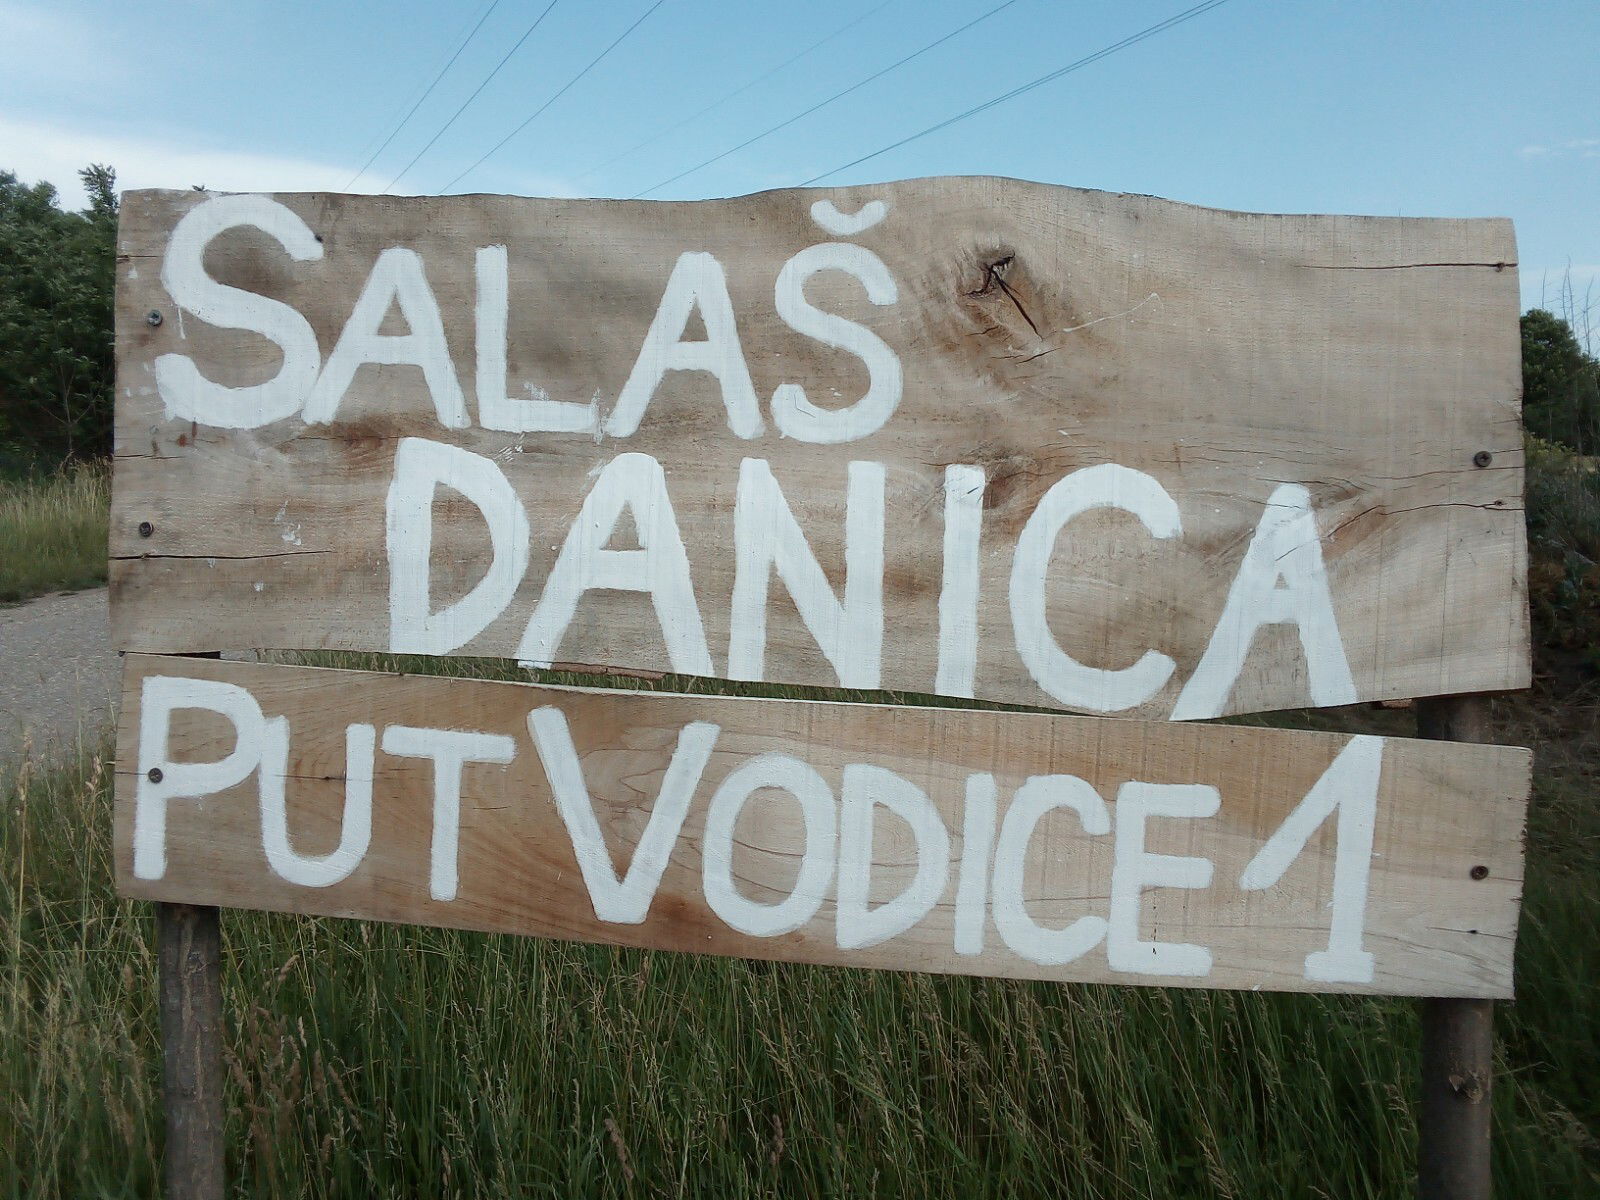 SALAŠ
DANICA
PUT VODICE 1